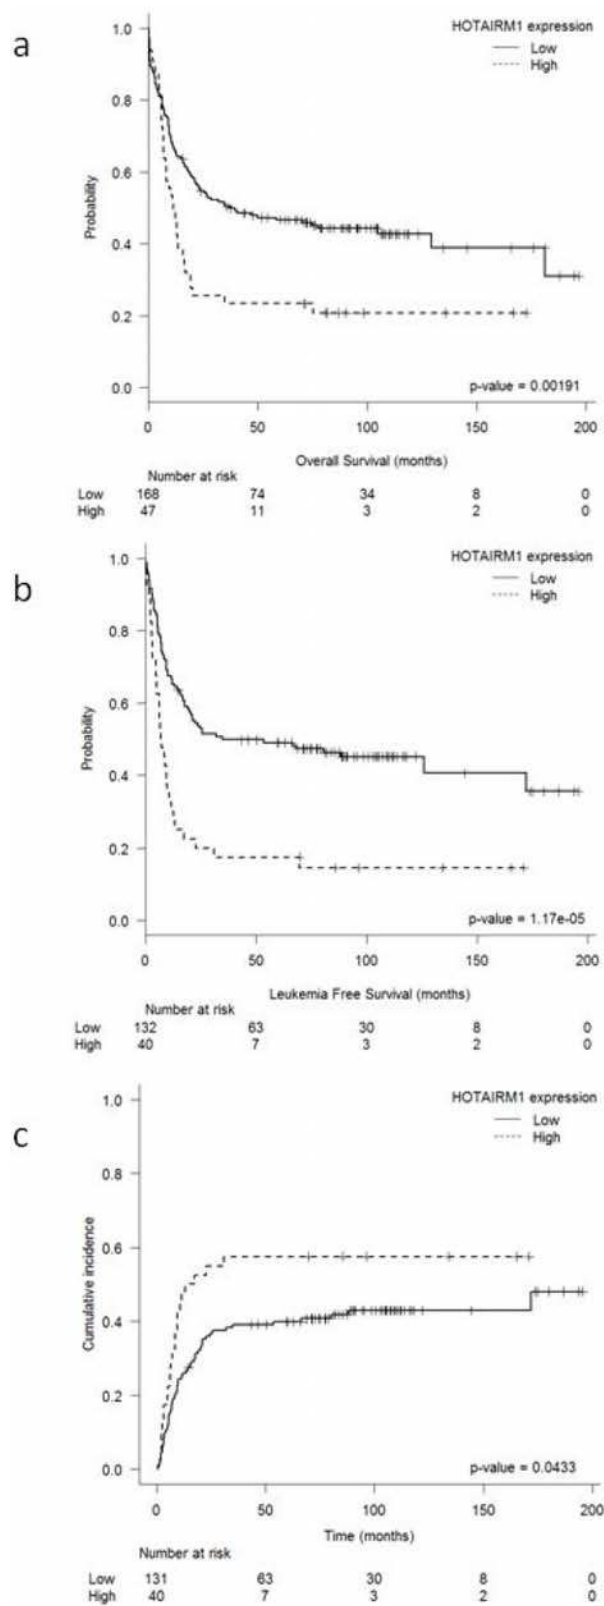 a
HOTAIRM1 expression
Low
High
1.0
0.8
0.6
0.4
0.2
0.0
Probability
p-value = 0.00191
0 50 100 150 200
Overall Survival (months)
Number at risk
Low 168 74 34 8 0
High 47 11 3 2 0
b
HOTAIRM1 expression
Low
High
1.0
0.8
0.6
0.4
0.2
0.0
Probability
p-value = 1.17e-05
0 50 100 150 200
Leukemia Free Survival (months)
Number at risk
Low 132 63 30 8 0
High 40 7 3 2 0
c
HOTAIRM1 expression
Low
High
1.0
0.8
0.6
0.4
0.2
0.0
Cumulative incidence
p-value = 0.0433
0 50 100 150 200
Time (months)
Number at risk
Low 131 63 30 8 0
High 40 7 3 2 0